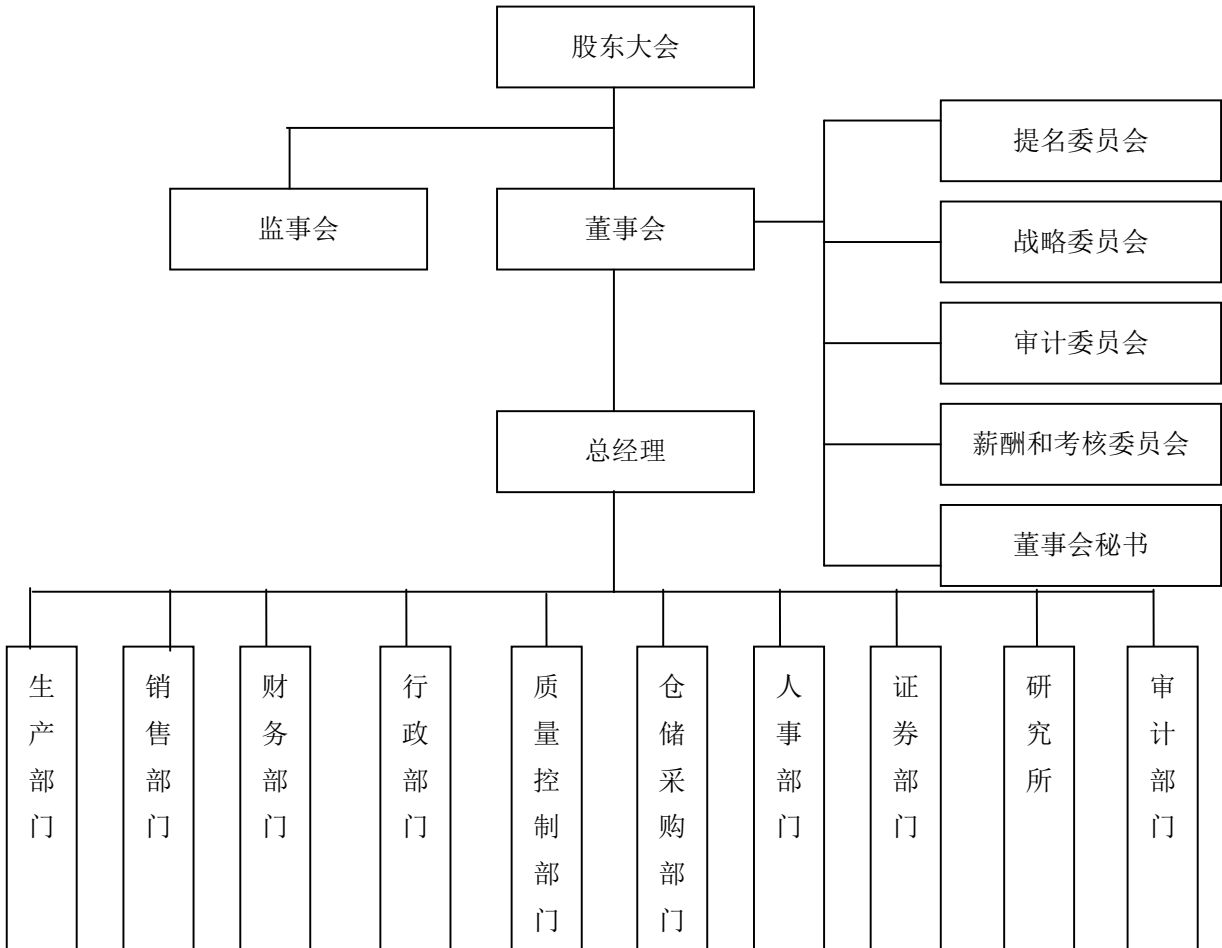 股东大会
提名委员会
监事会
董事会
战略委员会
审计委员会
总经理
薪酬和考核委员会
董事会秘书
生产部门
销售部门
财务部门
行政部门
质量控制部门
仓储采购部门
人事部门
证券部门
研究所
审计部门